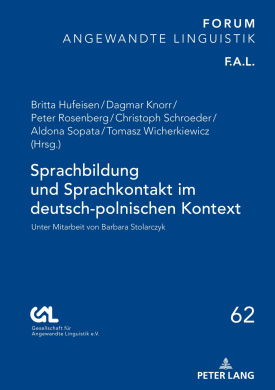 FORUM
ANGEWANDTE LINGUISTIK
F.A.L.
Britta Hufeisen/Dagmar Knorr/
Peter Rosenberg/Christoph Schroeder/
Aldona Sopata/Tomasz Wicherkiewicz
(Hrsg.)
Sprachbildung
und Sprachkontakt im
deutsch-polnischen Kontext
Unter Mitarbeit von Barbara Stolarczyk
GAL
Gesellschaft für
Angewandte Linguistik e.V.
62
PETER LANG